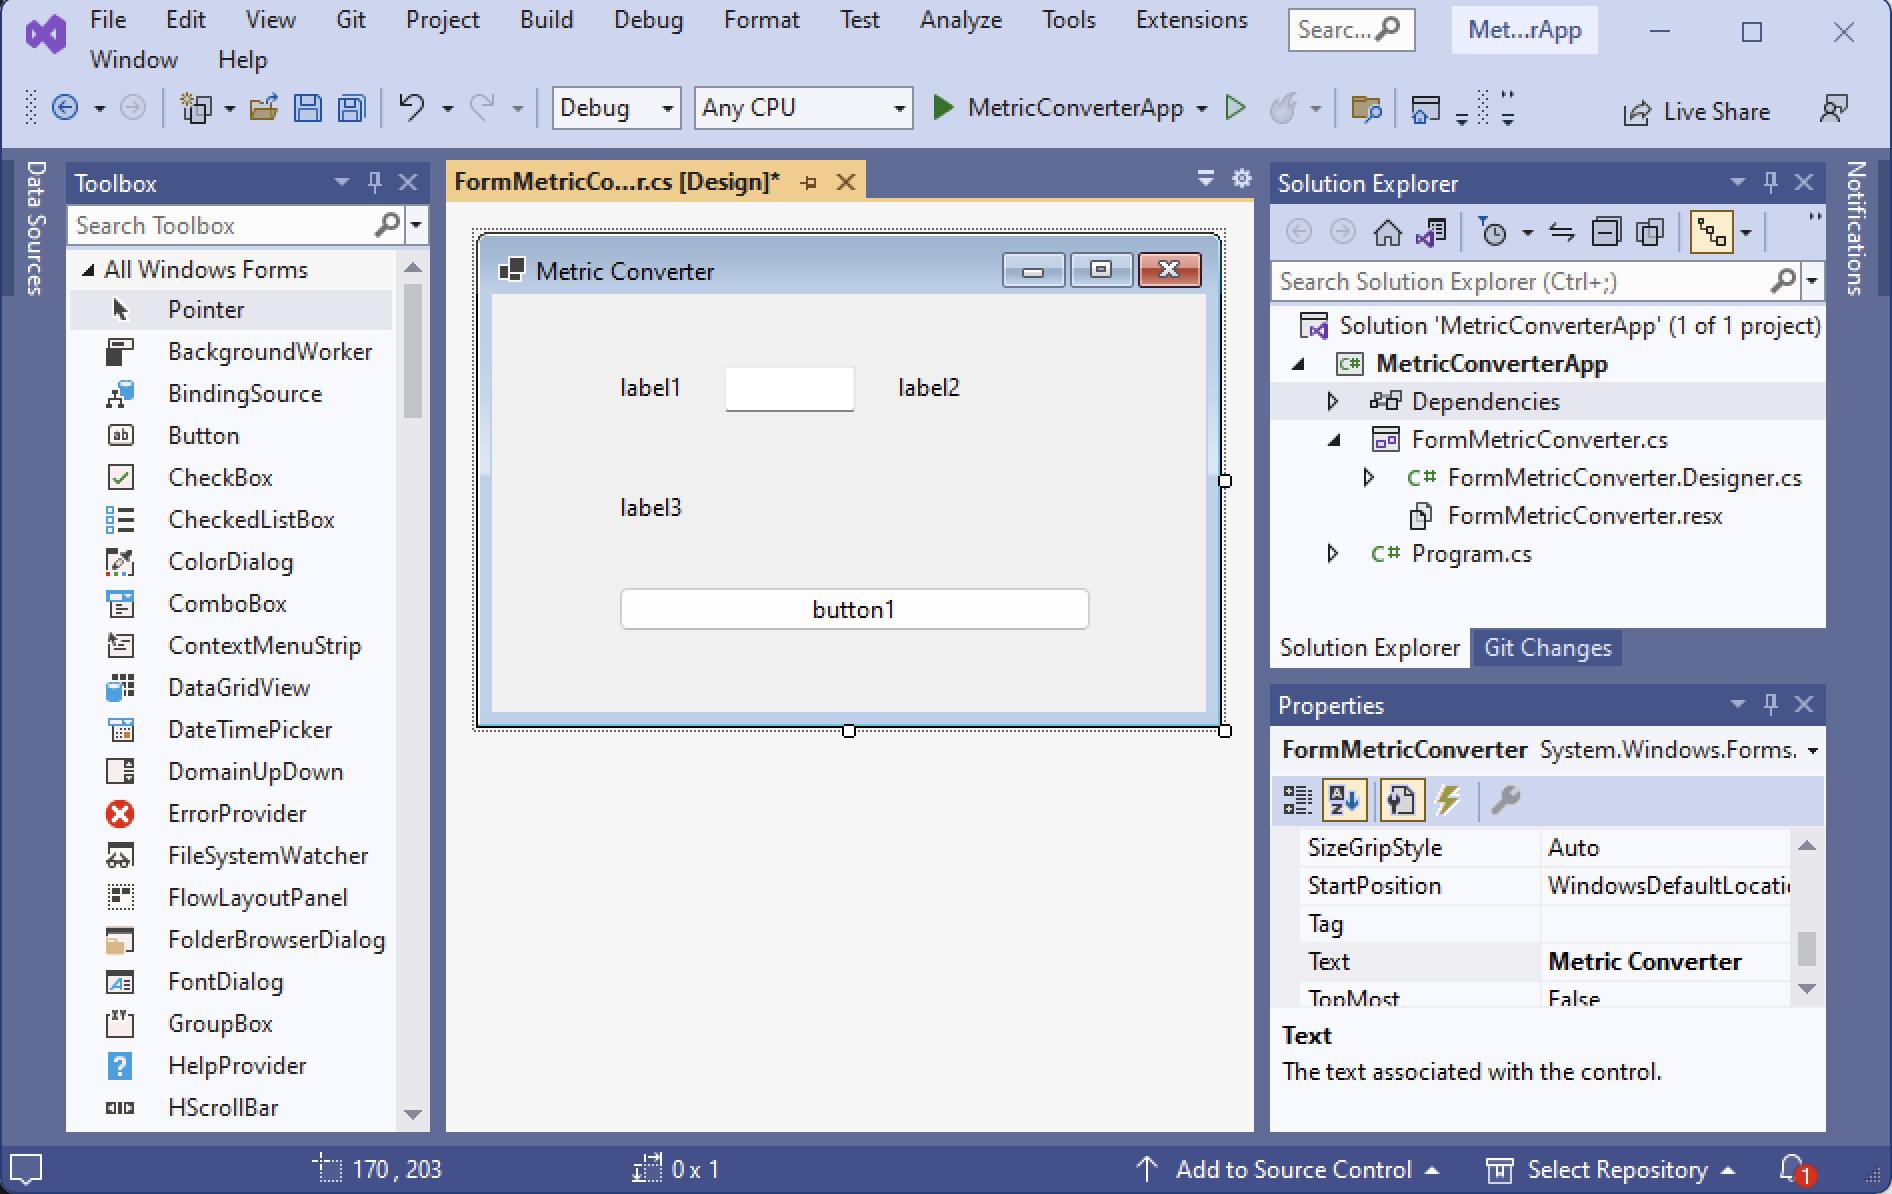 File Edit View Git Project Build Debug Format Test Analyze Tools Extensions
Window Help
Searc... Met...rApp
Debug Any CPU MetricConverterApp Live Share
Data Sources
Toolbox
Search Toolbox
All Windows Forms
Pointer
BackgroundWorker
BindingSource
Button
CheckBox
CheckedListBox
ColorDialog
ComboBox
ContextMenuStrip
DataGridView
DateTimePicker
DomainUpDown
ErrorProvider
FileSystemWatcher
FlowLayoutPanel
FolderBrowserDialog
FontDialog
GroupBox
HelpProvider
HScrollBar
FormMetricCo...r.cs [Design]*
Metric Converter
label1 label2
label3
button1
Solution Explorer
Search Solution Explorer (Ctrl+;)
Solution 'MetricConverterApp' (1 of 1 project)
C# MetricConverterApp
Dependencies
FormMetricConverter.cs
C# FormMetricConverter.Designer.cs
FormMetricConverter.resx
C# Program.cs
Solution Explorer Git Changes
Notifications
Properties
FormMetricConverter System.Windows.Forms.
SizeGripStyle Auto
StartPosition WindowsDefaultLocati
Tag
Text Metric Converter
TopMost False
Text
The text associated with the control.
170 , 203 0 x 1 Add to Source Control Select Repository 1